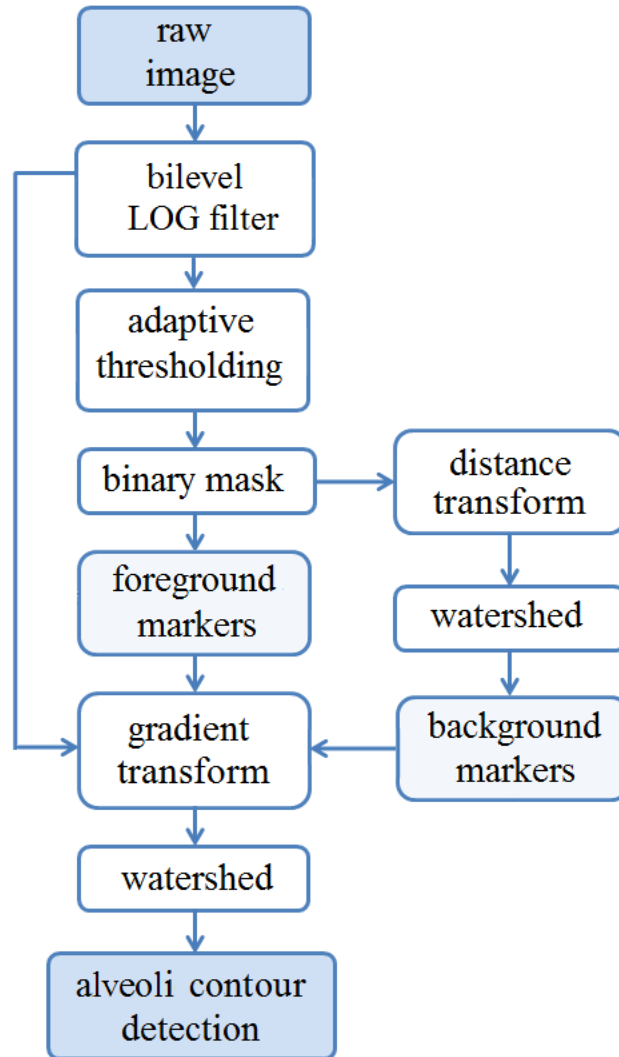 raw
image
bilevel
LOG filter
adaptive
thresholding
binary mask
distance
transform
foreground
markers
watershed
gradient
transform
background
markers
watershed
alveoli contour
detection